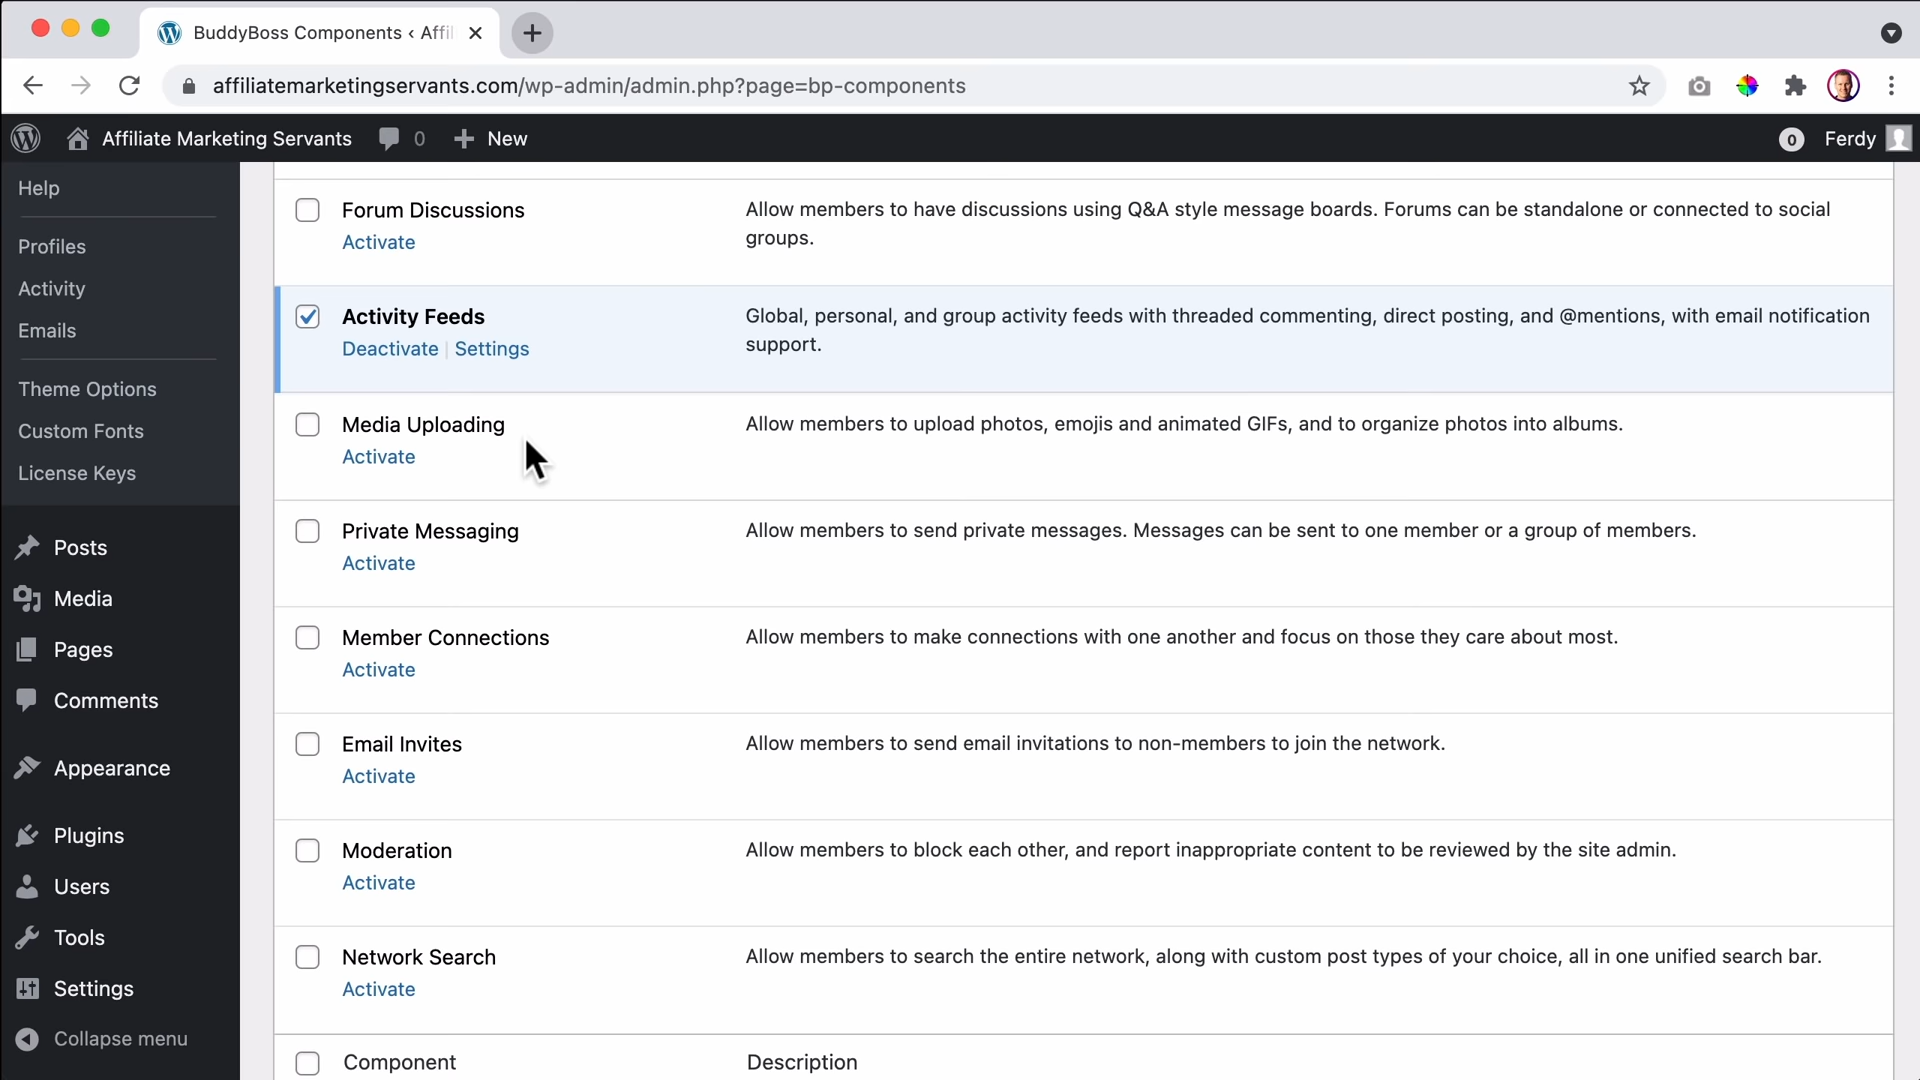 BuddyBoss Components ‹ Affi
affiliatemarketingservants.com/wp-admin/admin.php?page=bp-components
Affiliate Marketing Servants 0 New 0 Ferdy
Help
Profiles
Activity
Emails
Theme Options
Custom Fonts
License Keys
Posts
Media
Pages
Comments
Appearance
Plugins
Users
Tools
Settings
Collapse menu
Forum Discussions
Activate
Allow members to have discussions using Q&A style message boards. Forums can be standalone or connected to social
groups.
Activity Feeds
Deactivate | Settings
Global, personal, and group activity feeds with threaded commenting, direct posting, and @mentions, with email notification
support.
Media Uploading
Activate
Allow members to upload photos, emojis and animated GIFs, and to organize photos into albums.
Private Messaging
Activate
Allow members to send private messages. Messages can be sent to one member or a group of members.
Member Connections
Activate
Allow members to make connections with one another and focus on those they care about most.
Email Invites
Activate
Allow members to send email invitations to non-members to join the network.
Moderation
Activate
Allow members to block each other, and report inappropriate content to be reviewed by the site admin.
Network Search
Activate
Allow members to search the entire network, along with custom post types of your choice, all in one unified search bar.
Component
Description